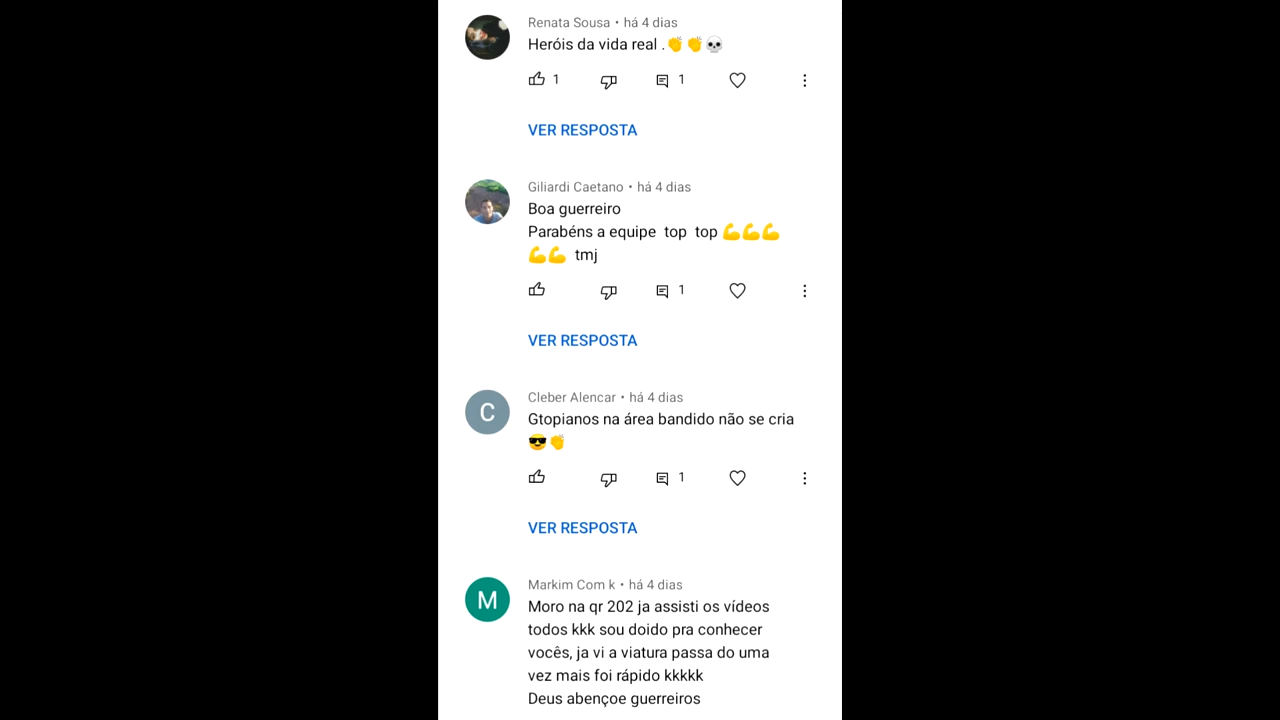 Renata Sousa • há 4 dias
Heróis da vida real .👏👏💀
1
1
VER RESPOSTA
Giliardi Caetano • há 4 dias
Boa guerreiro
Parabéns a equipe top top 💪💪💪
💪💪 tmj
1
VER RESPOSTA
C
Cleber Alencar • há 4 dias
Gtopianos na área bandido não se cria
😎👏
1
VER RESPOSTA
M
Markim Com k • há 4 dias
Moro na qr 202 ja assisti os vídeos
todos kkk sou doido pra conhecer
vocês, ja vi a viatura passa do uma
vez mais foi rápido kkkkk
Deus abençoe guerreiros